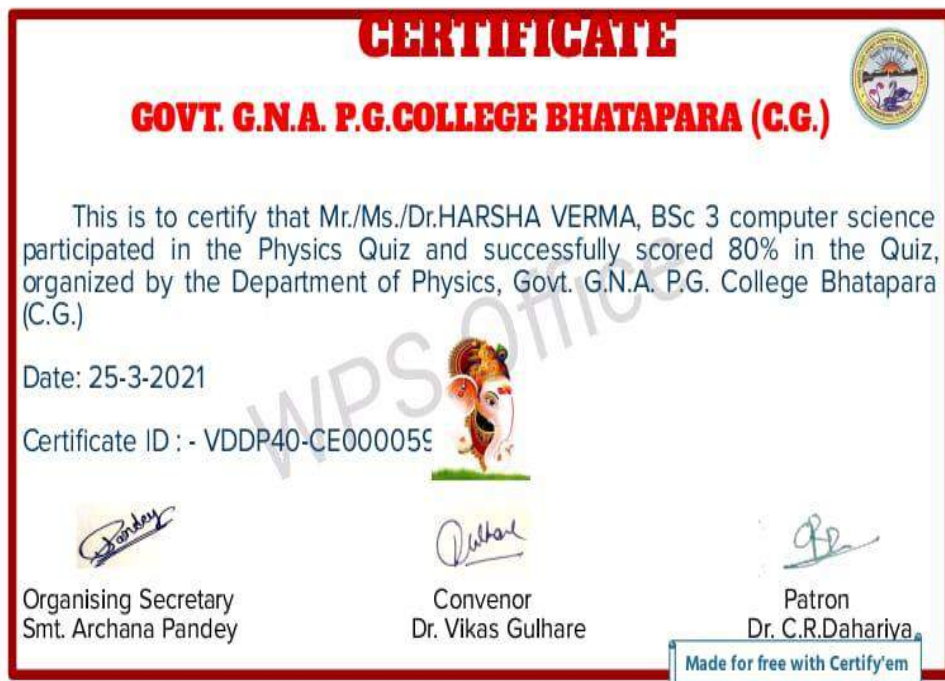 CERTIFICATE
GOVT. G.N.A. P.G.COLLEGE BHATAPARA (C.G.)
This is to certify that Mr./Ms./Dr.HARSHA VERMA, BSc 3 computer science
participated in the Physics Quiz and successfully scored 80% in the Quiz,
organized by the Department of Physics, Govt. G.N.A. P.G. College Bhatapara
(C.G.)
WPS Office
Date: 25-3-2021
Certificate ID : - VDDP40-CE000059
Pandey
Gulhare
Organising Secretary
Convenor
Patron
Smt. Archana Pandey
Dr. Vikas Gulhare
Dr. C.R.Dahariya
Made for free with Certify'em